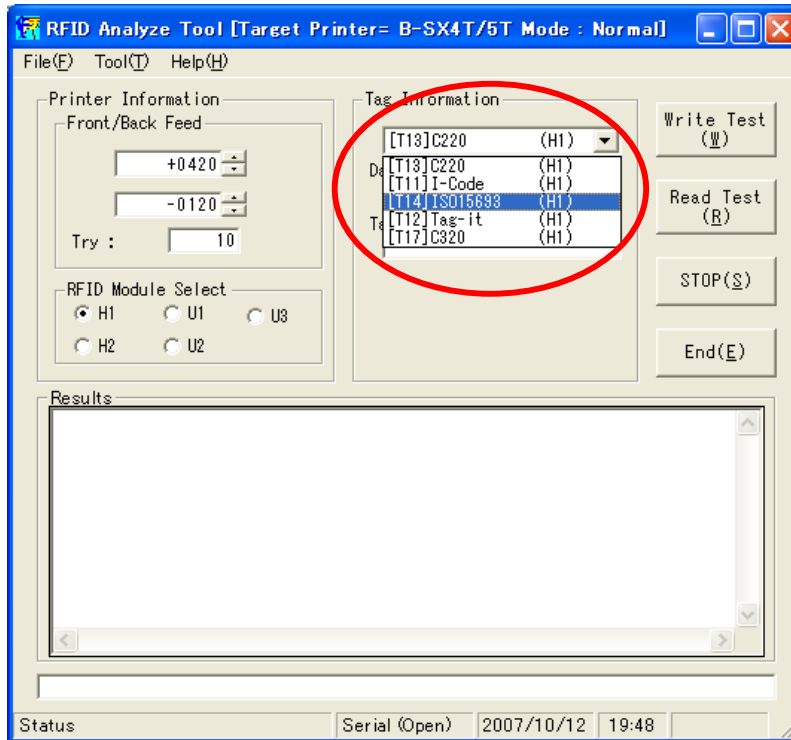 RFID Analyze Tool [Target Printer= B-SX4T/5T Mode : Normal]
File(F) Tool(T) Help(H)
Printer Information
Front/Back Feed
+0420
-0120
Try : 10
RFID Module Select
H1 U1 U3
H2 U2
Tag Information
[T13]C220 (H1)
[T13]C220 (H1)
[T11]I-Code (H1)
[T14]ISO15693 (H1)
[T12]Tag-it (H1)
[T17]C320 (H1)
Write Test
(W)
Read Test
(R)
STOP(S)
End(E)
Results
Status Serial (Open) 2007/10/12 19:48